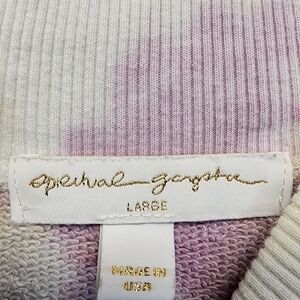 spiritual gangster
LARGE
MADE IN
USA